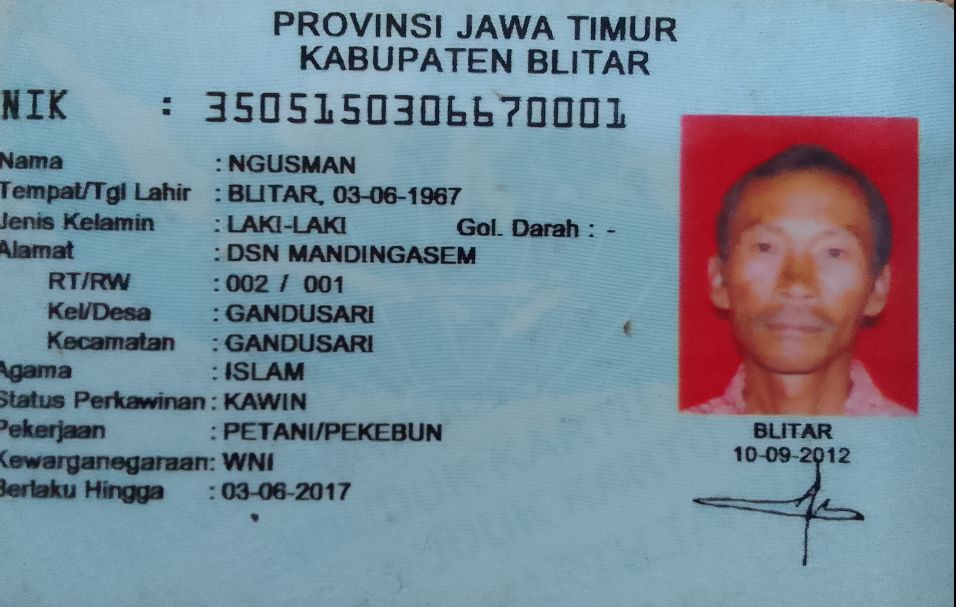 PROVINSI JAWA TIMUR
KABUPATEN BLITAR
NIK : 3505150306670001
Nama : NGUSMAN
Tempat/Tgl Lahir : BLITAR, 03-06-1967
Jenis Kelamin : LAKI-LAKI Gol. Darah : -
Alamat : DSN MANDINGASEM
RT/RW : 002 / 001
Kel/Desa : GANDUSARI
Kecamatan : GANDUSARI
Agama : ISLAM
Status Perkawinan : KAWIN
Pekerjaan : PETANI/PEKEBUN
Kewarganegaraan: WNI
Berlaku Hingga : 03-06-2017
BLITAR
10-09-2012